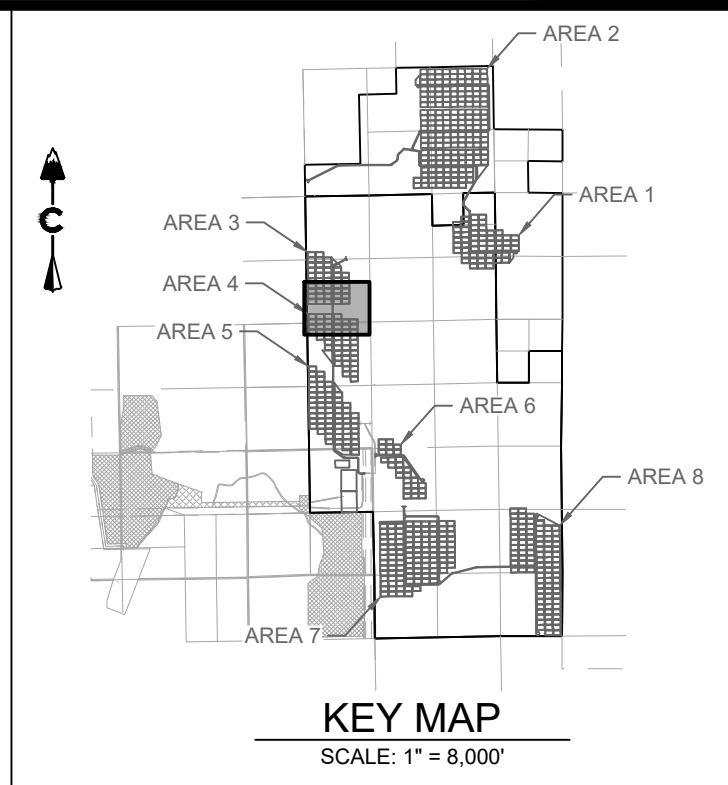 AREA 2
AREA 1
AREA 3
AREA 4
AREA 5
AREA 6
AREA 8
AREA 7
C
KEY MAP
SCALE: 1" = 8,000'